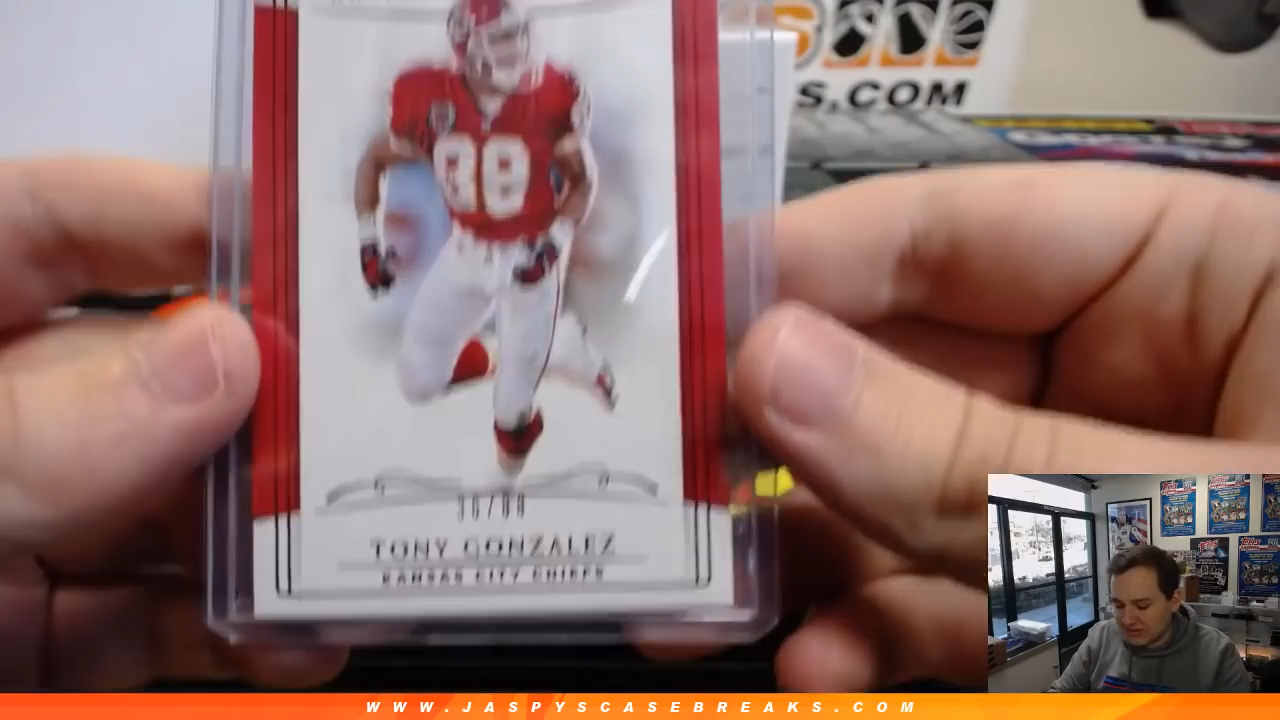 S.COM
88
TONY GONZALEZ
KANSAS CITY CHIEFS
WWW.JASPYSCASEBREAKS.COM